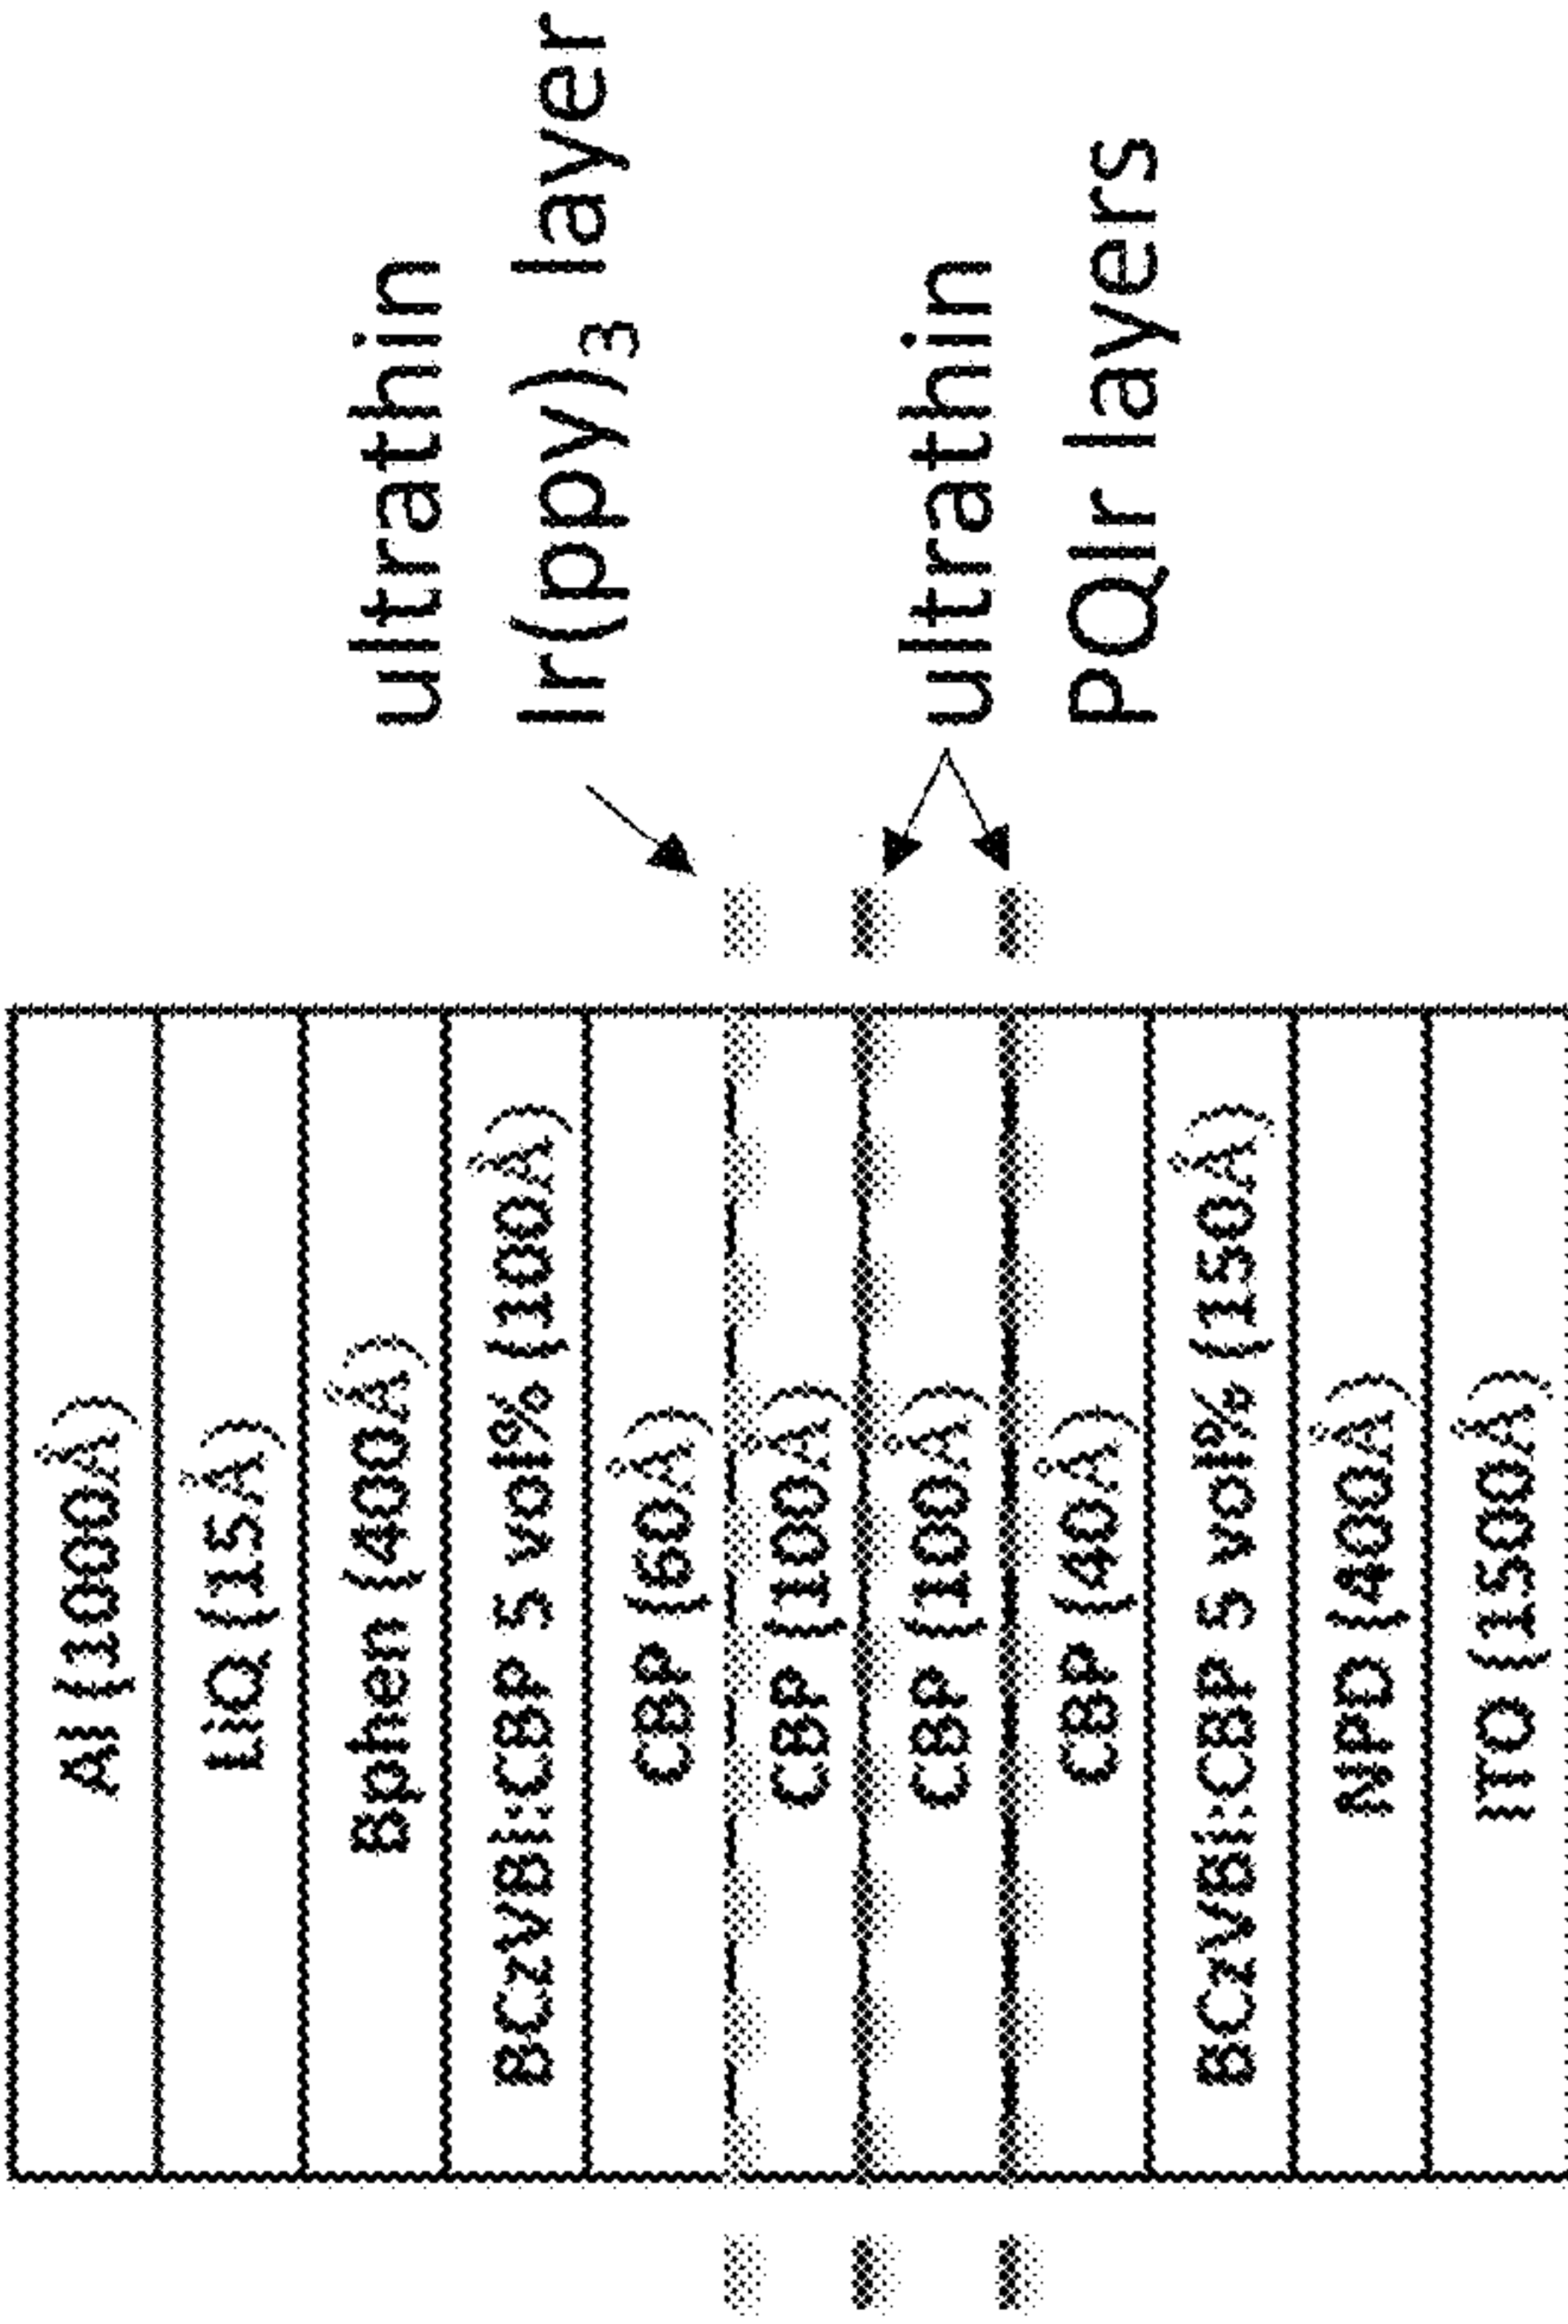 Al (1000Å)
LiQ (15Å)
Bphen (400Å)
BCzVBi:CBP 5 vol% (100Å)
CBP (60Å)
CBP (100Å)
CBP (100Å)
CBP (40Å)
BCzVBi:CBP 5 vol% (150Å)
NPD (400Å)
ITO (1500Å)
ultrathin
Ir(ppy)₃ layer
ultrathin
PQIr layers